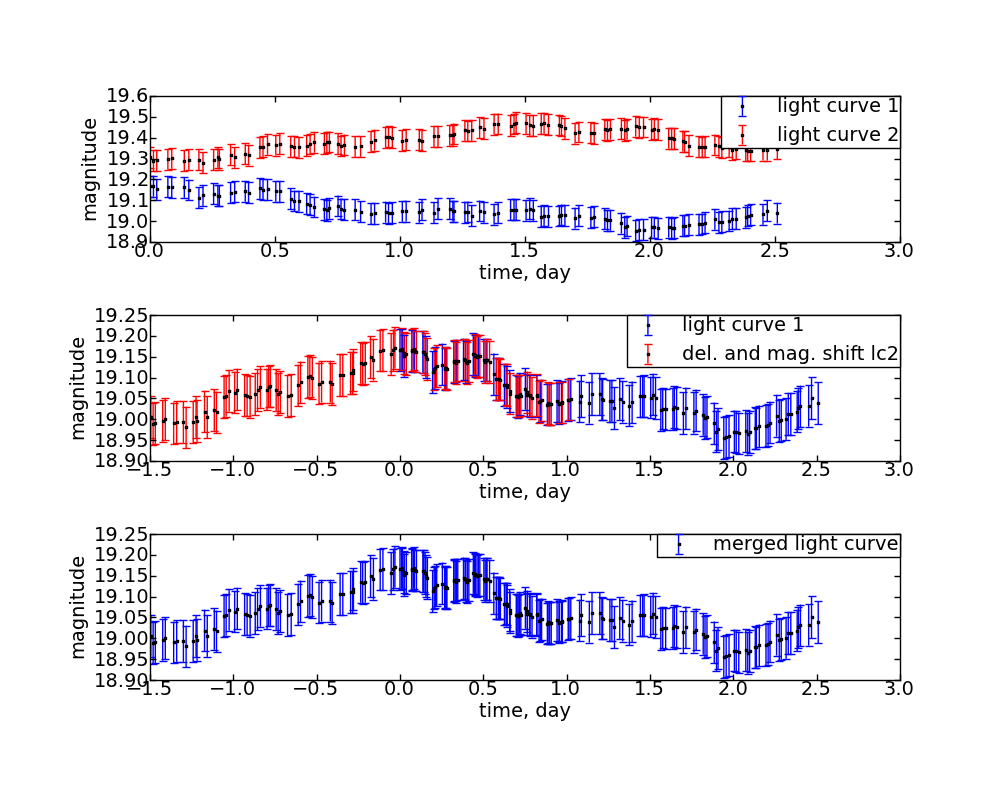 19.6
19.5
19.4
19.3
19.2
19.1
19.0
18.9
magnitude
light curve 1
light curve 2
0.0 0.5 1.0 1.5 2.0 2.5 3.0
time, day
19.25
19.20
19.15
19.10
19.05
19.00
18.95
18.90
magnitude
light curve 1
del. and mag. shift lc2
−1.5 −1.0 −0.5 0.0 0.5 1.0 1.5 2.0 2.5 3.0
time, day
19.25
19.20
19.15
19.10
19.05
19.00
18.95
18.90
magnitude
merged light curve
−1.5 −1.0 −0.5 0.0 0.5 1.0 1.5 2.0 2.5 3.0
time, day